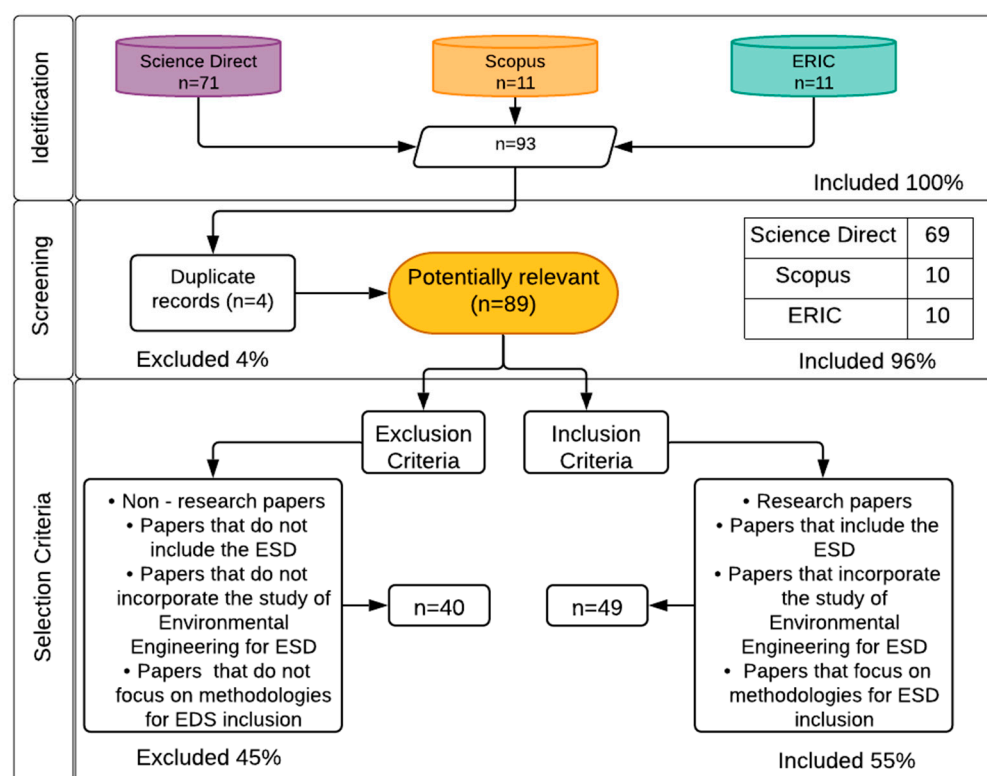 Idetification
Science Direct
n=71
Scopus
n=11
ERIC
n=11
n=93
Included 100%
Screening
Duplicate
records (n=4)
Excluded 4%
Potentially relevant
(n=89)
Science Direct 69
Scopus 10
ERIC 10
Included 96%
Selection Criteria
Exclusion
Criteria
Inclusion
Criteria
• Non - research papers
• Papers that do not
include the ESD
• Papers that do not
incorporate the study of
Environmental
Engineering for ESD
• Papers that do not
focus on methodologies
for EDS inclusion
n=40
Excluded 45%
n=49
• Research papers
• Papers that include the
ESD
• Papers that incorporate
the study of
Environmental
Engineering for ESD
• Papers that focus on
methodologies for ESD
inclusion
Included 55%